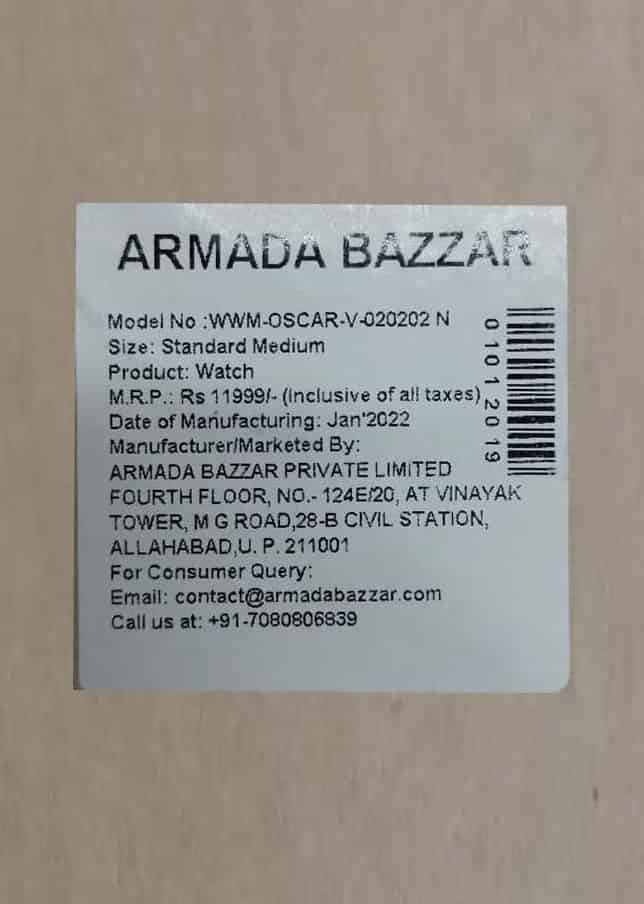 ARMADA BAZZAR
Model No :WWM-OSCAR-V-020202 N
Size: Standard Medium
Product: Watch
M.R.P.: Rs 11999/- (Inclusive of all taxes)
Date of Manufacturing: Jan'2022
Manufacturer/Marketed By:
ARMADA BAZZAR PRIVATE LIMITED
FOURTH FLOOR, NO.- 124E/20, AT VINAYAK
TOWER, M G ROAD,28-B CIVIL STATION,
ALLAHABAD,U. P. 211001
For Consumer Query:
Email: contact@armadabazzar.com
Call us at: +91-7080806839
01012019